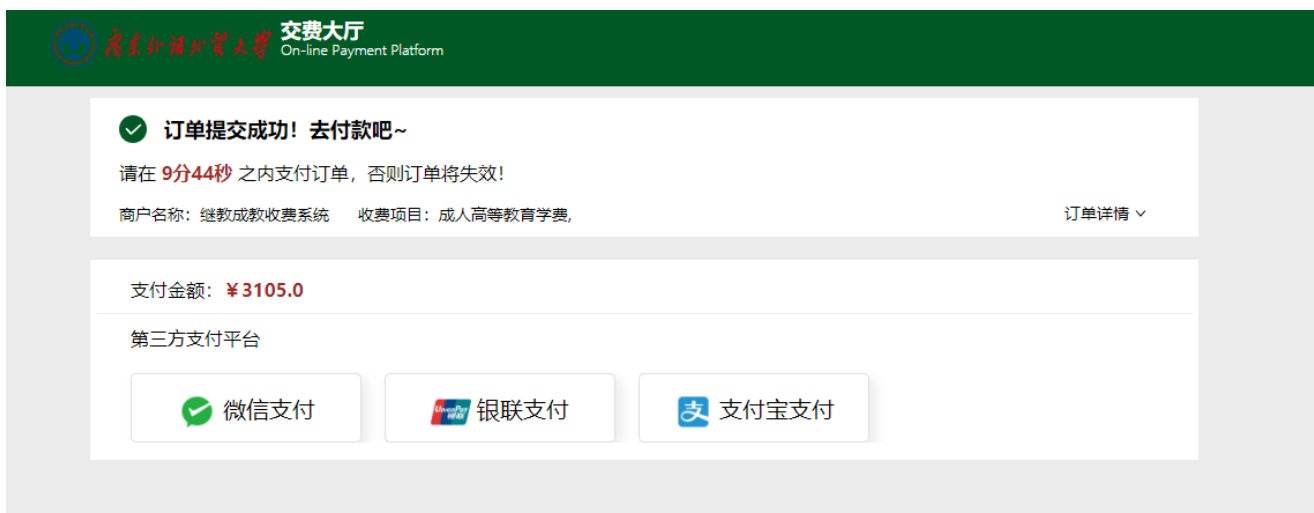 广东外语外贸大学
交费大厅
On-line Payment Platform
订单提交成功！去付款吧~
请在 9分44秒 之内支付订单，否则订单将失效！
商户名称：继教成教收费系统 收费项目：成人高等教育学费, 订单详情
支付金额：￥3105.0
第三方支付平台
微信支付 UnionPay 银联 银联支付 支 支付宝支付